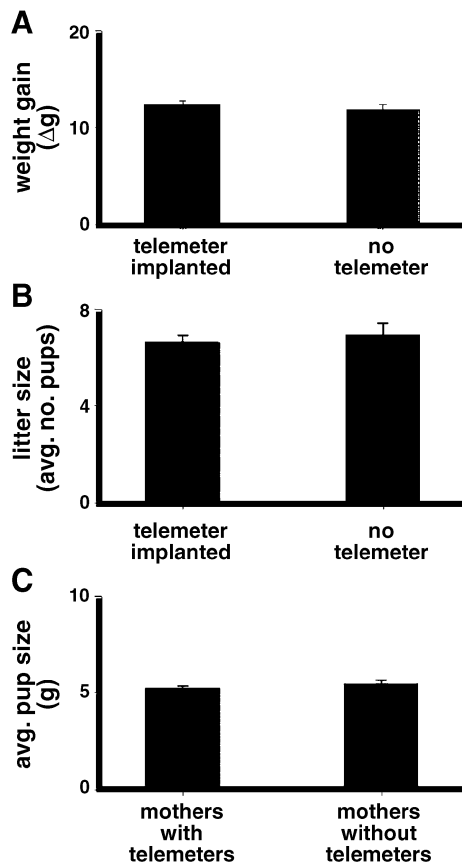 A
20
weight gain
(Δg)
10
0
telemeter
implanted
no
telemeter
B
8
litter size
(avg. no. pups)
4
0
telemeter
implanted
no
telemeter
C
10
avg. pup size
(g)
5
0
mothers
with
telemeters
mothers
without
telemeters